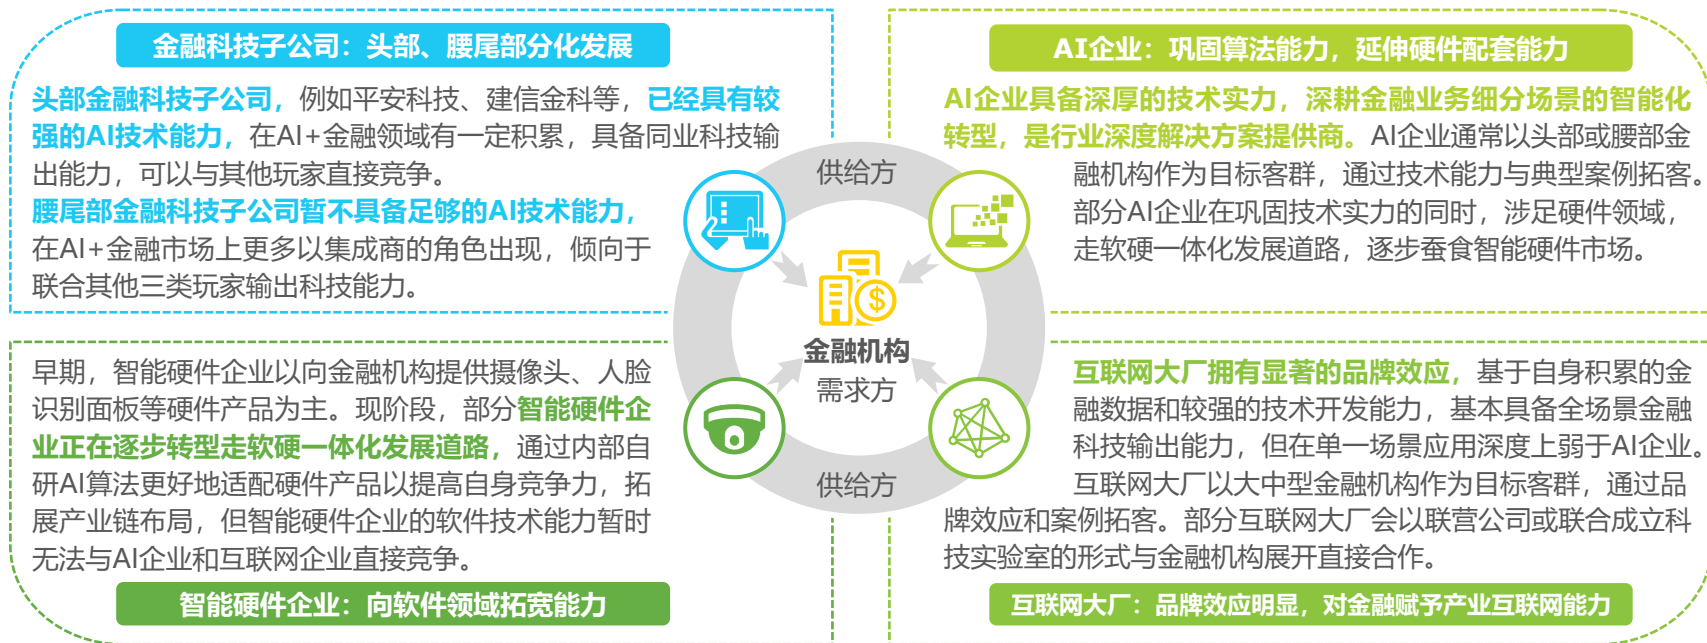 金融科技子公司：头部、腰尾部分化发展
头部金融科技子公司，例如平安科技、建信金科等，已经具有较
强的AI技术能力，在AI+金融领域有一定积累，具备同业科技输
出能力，可以与其他玩家直接竞争。
腰尾部金融科技子公司暂不具备足够的AI技术能力，
在AI+金融市场上更多以集成商的角色出现，倾向于
联合其他三类玩家输出科技能力。
AI企业：巩固算法能力，延伸硬件配套能力
AI企业具备深厚的技术实力，深耕金融业务细分场景的智能化
转型，是行业深度解决方案提供商。AI企业通常以头部或腰部金
融机构作为目标客群，通过技术能力与典型案例拓客。
部分AI企业在巩固技术实力的同时，涉足硬件领域，
走软硬一体化发展道路，逐步蚕食智能硬件市场。
供给方
$
金融机构
需求方
供给方
早期，智能硬件企业以向金融机构提供摄像头、人脸
识别面板等硬件产品为主。现阶段，部分智能硬件企
业正在逐步转型走软硬一体化发展道路，通过内部自
研AI算法更好地适配硬件产品以提高自身竞争力，拓
展产业链布局，但智能硬件企业的软件技术能力暂时
无法与AI企业和互联网企业直接竞争。
智能硬件企业：向软件领域拓宽能力
互联网大厂拥有显著的品牌效应，基于自身积累的金
融数据和较强的技术开发能力，基本具备全场景金融
科技输出能力，但在单一场景应用深度上弱于AI企业。
互联网大厂以大中型金融机构作为目标客群，通过品
牌效应和案例拓客。部分互联网大厂会以联营公司或联合成立科
技实验室的形式与金融机构展开直接合作。
互联网大厂：品牌效应明显，对金融赋予产业互联网能力